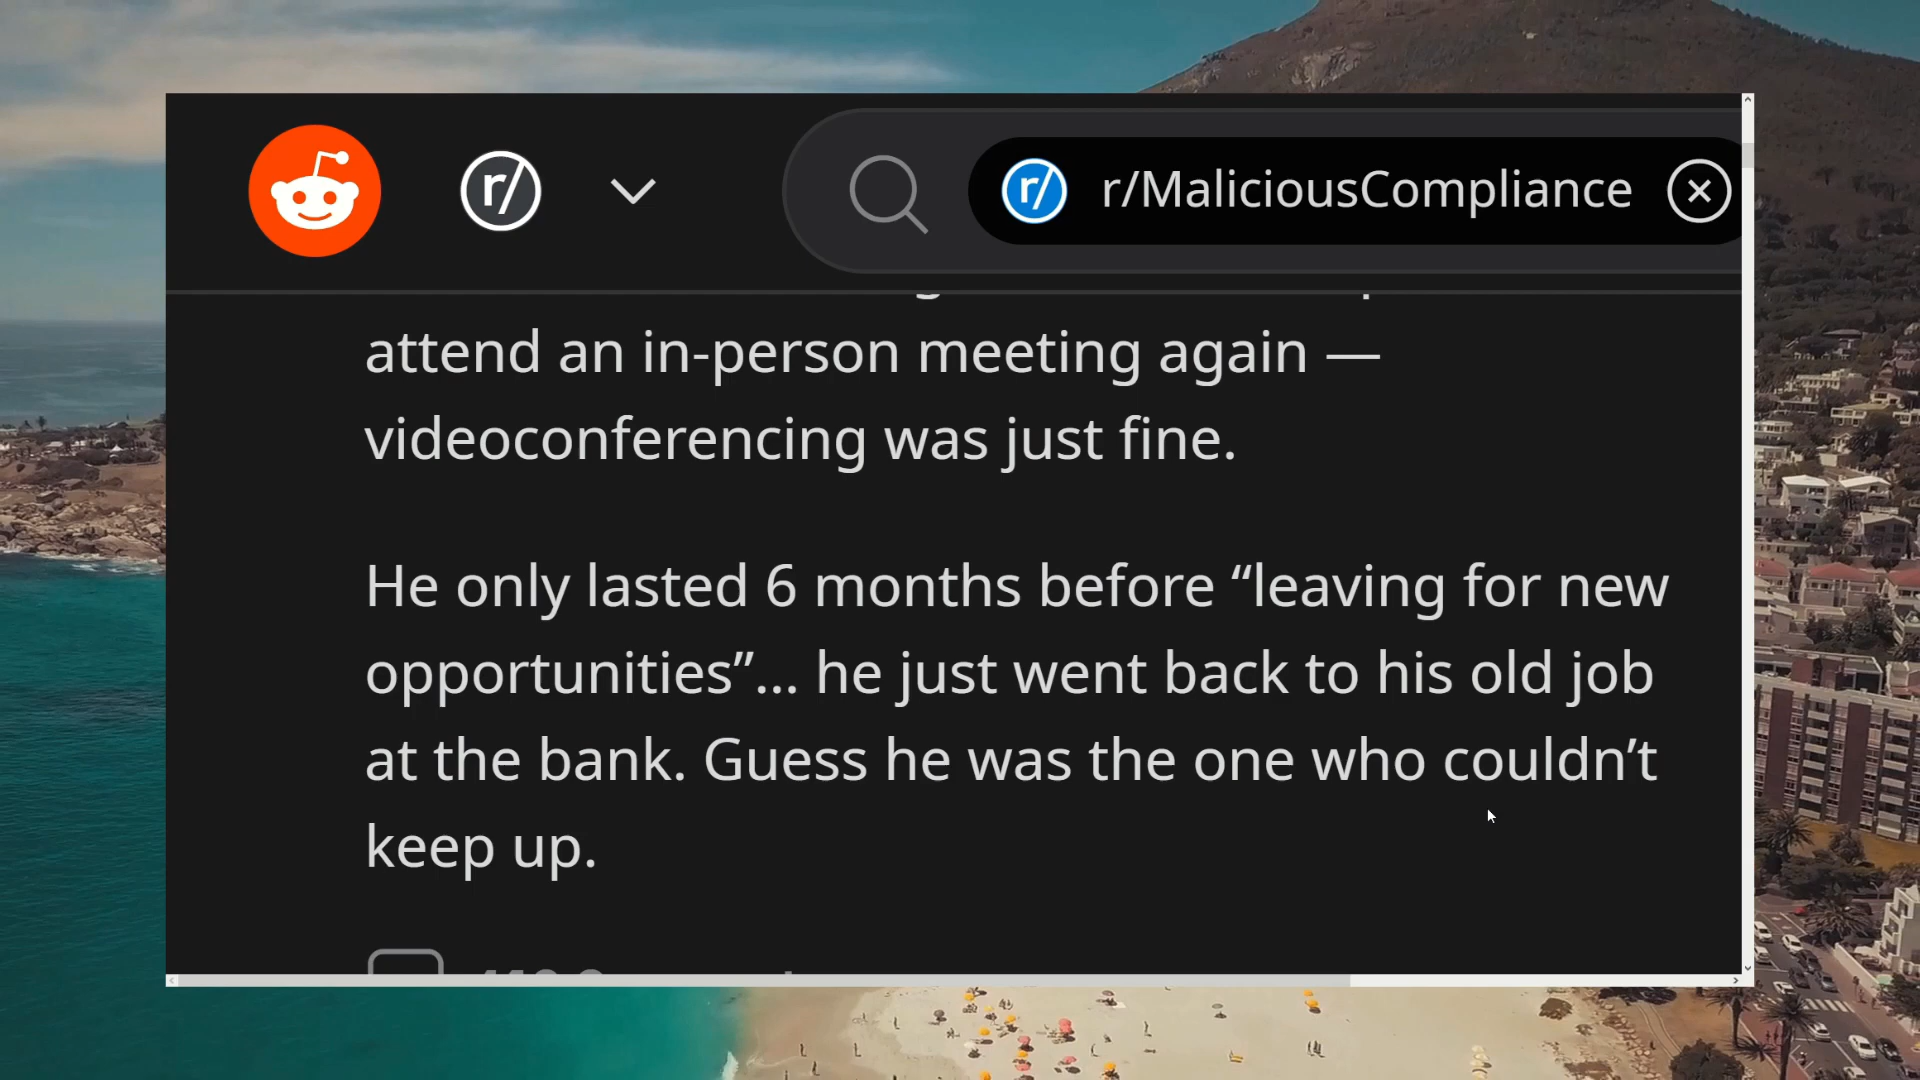 r/
r/ r/MaliciousCompliance
attend an in-person meeting again —
videoconferencing was just fine.
He only lasted 6 months before “leaving for new
opportunities”... he just went back to his old job
at the bank. Guess he was the one who couldn’t
keep up.